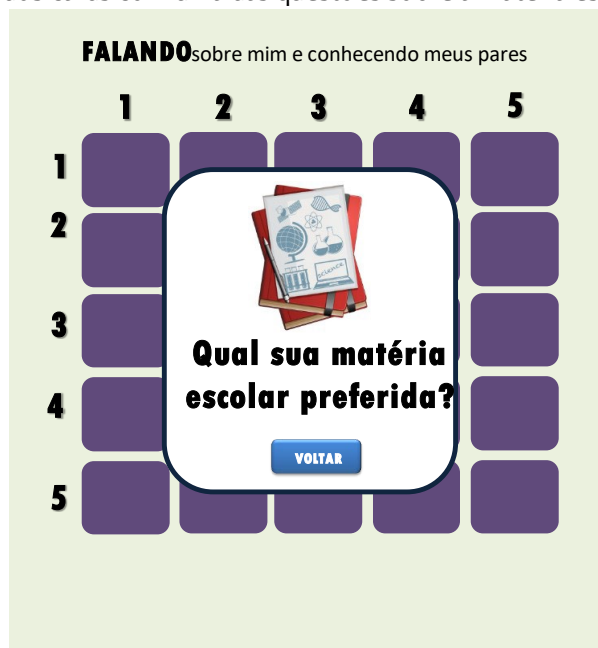 FALANDO sobre mim e conhecendo meus pares
1 2 3 4 5
1
2
3
4
5
science
Qual sua matéria
escolar preferida?
VOLTAR